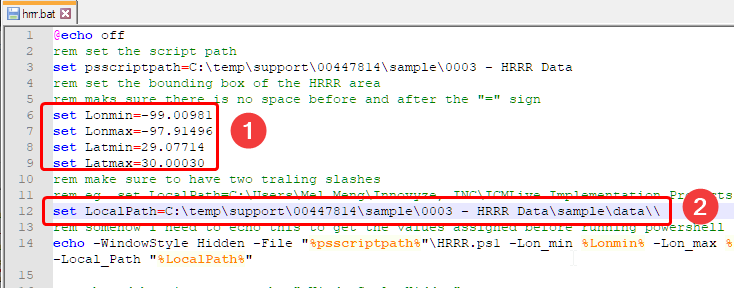 hrrr.bat
1 @echo off
2 rem set the script path
3 set psscriptpath=C:\temp\support\00447814\sample\0003 - HRRR Data
4 rem set the bounding box of the HRRR area
5 rem maks sure there is no space before and after the "=" sign
6 set Lonmin=-99.00981
7 set Lonmax=-97.91496
8 set Latmin=29.07714
9 set Latmax=30.00030
1
10 rem make sure to have two traling slashes
11 rem eg. set LocalPath=C:\Users\Mel.Meng\Innovyze, INC\ICMLive Implementation Projects
12 set LocalPath=C:\temp\support\00447814\sample\0003 - HRRR Data\sample\data\\
2
13 rem somehow I need to echo this to get the values assigned before running powershell
14 echo -WindowStyle Hidden -File "%psscriptpath%"\HRRR.ps1 -Lon_min %Lonmin% -Lon_max %
-Local_Path "%LocalPath%"
15